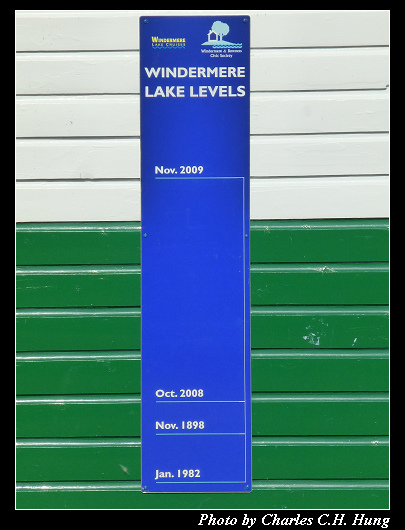 WINDERMERE
LAKE CRUISES
Windermere & Bowness
Civic Society
WINDERMERE
LAKE LEVELS
Nov. 2009
Oct. 2008
Nov. 1898
Jan. 1982
Photo by Charles C.H. Hung